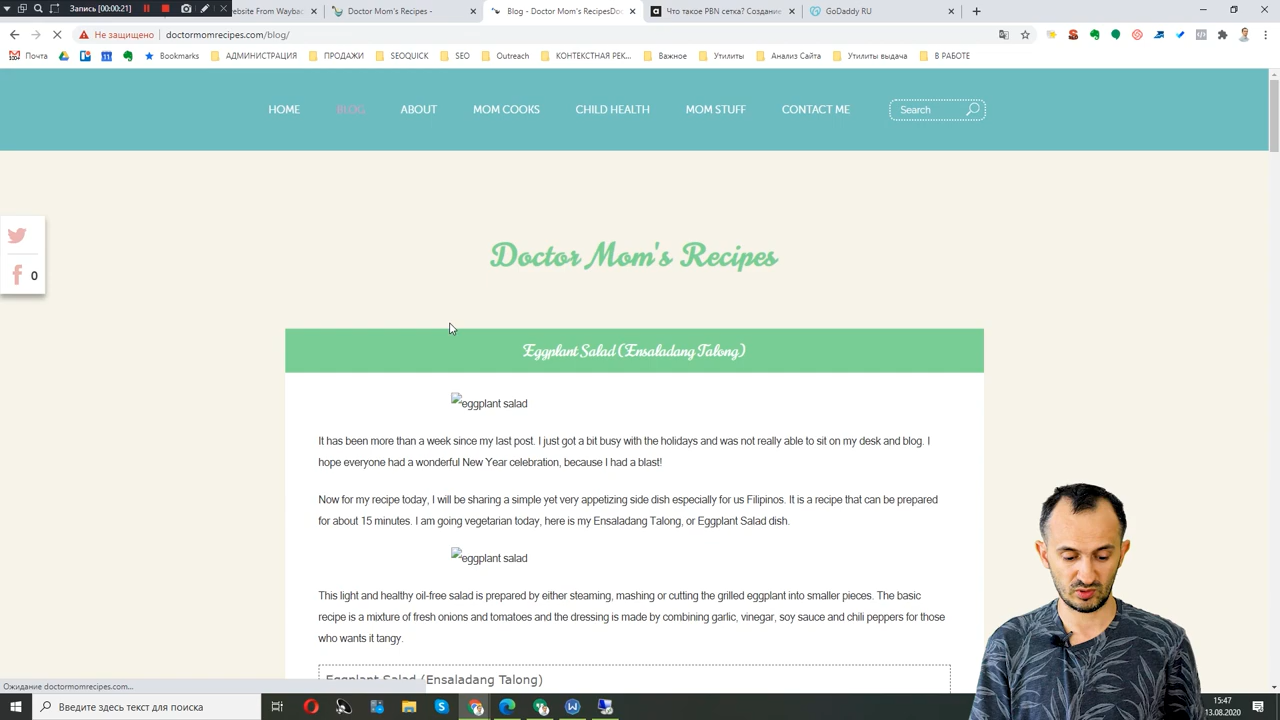 Запись [00:00:21]
ebsite From Wayba
Doctor Mom's Recipes -
Blog - Doctor Mom's RecipesDo
Что такое PBN сетка? Создание
GoDaddy RU
Не защищено
doctormomrecipes.com/blog/
Почта
Bookmarks
АДМИНИСТРАЦИЯ
ПРОДАЖИ
SEOQUICK
SEO
Outreach
КОНТЕКСТНАЯ РЕК...
Важное
Утилиты
Анализ Сайта
Утилиты выдача
В РАБОТЕ
HOME
BLOG
ABOUT
MOM COOKS
CHILD HEALTH
MOM STUFF
CONTACT ME
Search
0
Doctor Mom's Recipes
Eggplant Salad (Ensaladang Talong)
eggplant salad
It has been more than a week since my last post. I just got a bit busy with the holidays and was not really able to sit on my desk and blog. I
hope everyone had a wonderful New Year celebration, because I had a blast!
Now for my recipe today, I will be sharing a simple yet very appetizing side dish especially for us Filipinos. It is a recipe that can be prepared
for about 15 minutes. I am going vegetarian today, here is my Ensaladang Talong, or Eggplant Salad dish.
eggplant salad
This light and healthy oil-free salad is prepared by either steaming, mashing or cutting the grilled eggplant into smaller pieces. The basic
recipe is a mixture of fresh onions and tomatoes and the dressing is made by combining garlic, vinegar, soy sauce and chili peppers for those
who wants it tangy.
Eggplant Salad (Ensaladang Talong)
Ожидание doctormomrecipes.com...
Введите здесь текст для поиска
15:47
13.08.2020